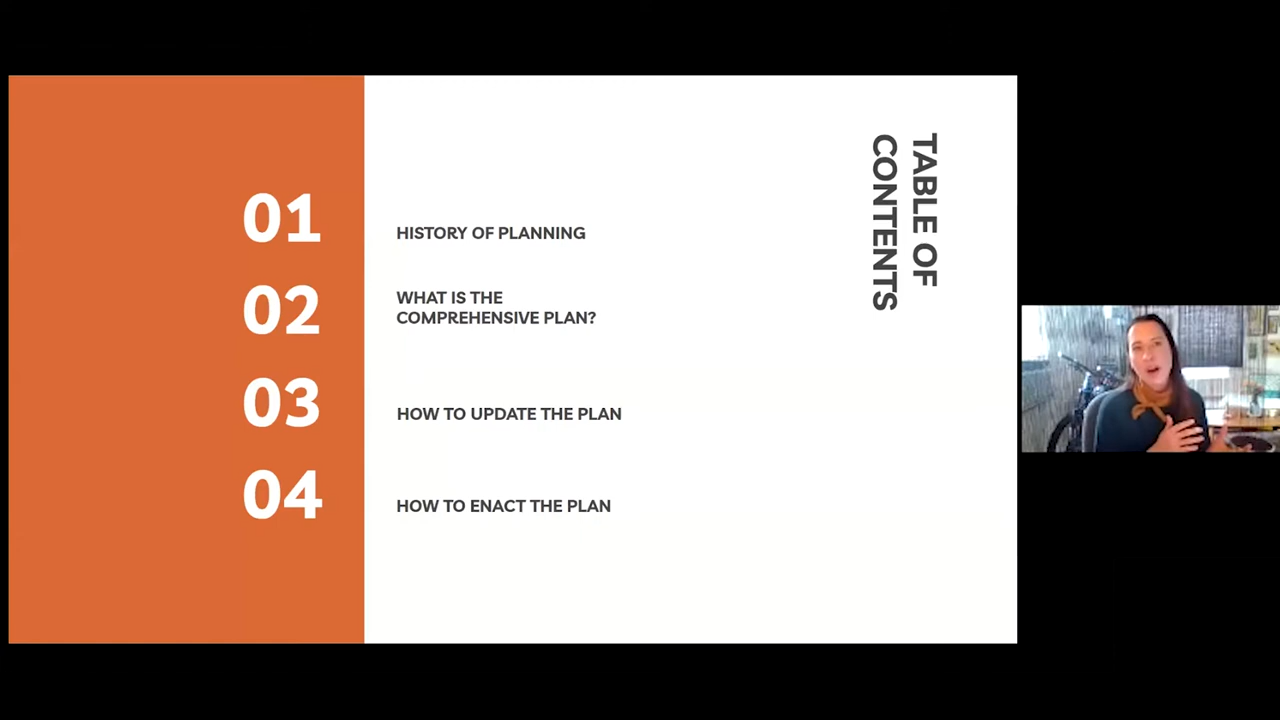 TABLE OF
CONTENTS
01
HISTORY OF PLANNING
02
WHAT IS THE
COMPREHENSIVE PLAN?
03
HOW TO UPDATE THE PLAN
04
HOW TO ENACT THE PLAN